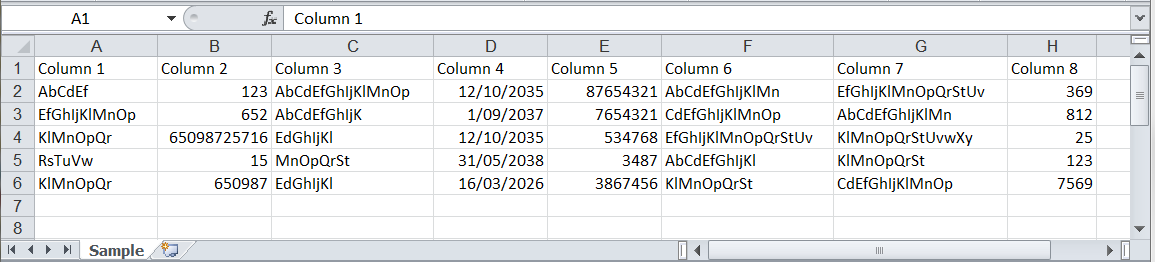 A1 fx Column 1
A B C D E F G H
1 Column 1 Column 2 Column 3 Column 4 Column 5 Column 6 Column 7 Column 8
2 AbCdEf 123 AbCdEfGhIjKlMnOp 12/10/2035 87654321 AbCdEfGhIjKlMn EfGhIjKlMnOpQrStUv 369
3 EfGhIjKlMnOp 652 AbCdEfGhIjK 1/09/2037 7654321 CdEfGhIjKlMnOp AbCdEfGhIjKlMn 812
4 KlMnOpQr 65098725716 EdGhIjKl 12/10/2035 534768 EfGhIjKlMnOpQrStUv KlMnOpQrStUvwXy 25
5 RsTuVw 15 MnOpQrSt 31/05/2038 3487 AbCdEfGhIjKl KlMnOpQrSt 123
6 KlMnOpQr 650987 EdGhIjKl 16/03/2026 3867456 KlMnOpQrSt CdEfGhIjKlMnOp 7569
7
8
Sample